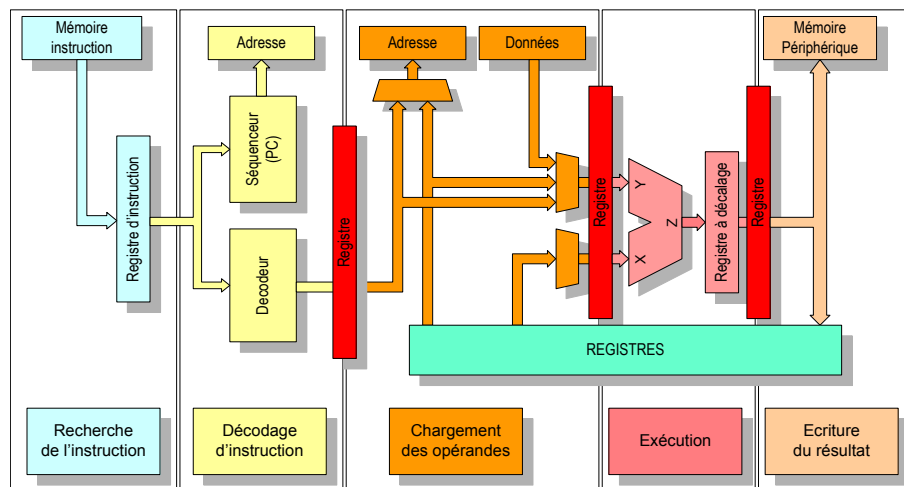 Mémoire
instruction
Adresse
Adresse
Données
Mémoire
Périphérique
Registre d'instruction
Séquenceur
(PC)
Decodeur
Registre
Registre
Y
X
Z
Registre à décalage
Registre
REGISTRES
Recherche
de l'instruction
Décodage
d'instruction
Chargement
des opérandes
Exécution
Ecriture
du résultat